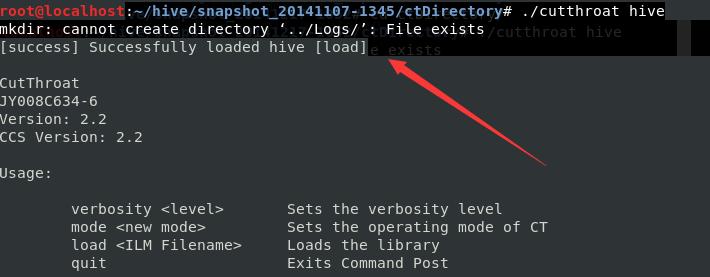 root@localhost:~/hive/snapshot_20141107-1345/ctDirectory# ./cutthroat hive
mkdir: cannot create directory ‘../Logs/’: File exists
[success] Successfully loaded hive [load]
CutThroat
JY008C634-6
Version: 2.2
CCS Version: 2.2
Usage:
verbosity <level> Sets the verbosity level
mode <new mode> Sets the operating mode of CT
load <ILM Filename> Loads the library
quit Exits Command Post